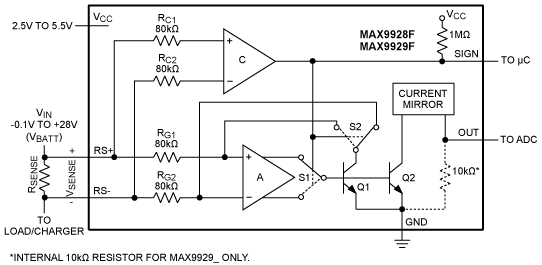 2.5V TO 5.5V
VCC
RC1
80kΩ
RC2
80kΩ
+
−
C
MAX9928F
MAX9929F
VCC
1MΩ
SIGN
TO µC
VIN
-0.1V TO +28V
(VBATT)
CURRENT
MIRROR
S2
OUT
TO ADC
RSENSE
VSENSE
+
-
RS+
RS-
RG1
80kΩ
RG2
80kΩ
+
−
A
S1
Q1
Q2
10kΩ*
GND
TO
LOAD/CHARGER
*INTERNAL 10kΩ RESISTOR FOR MAX9929_ ONLY.